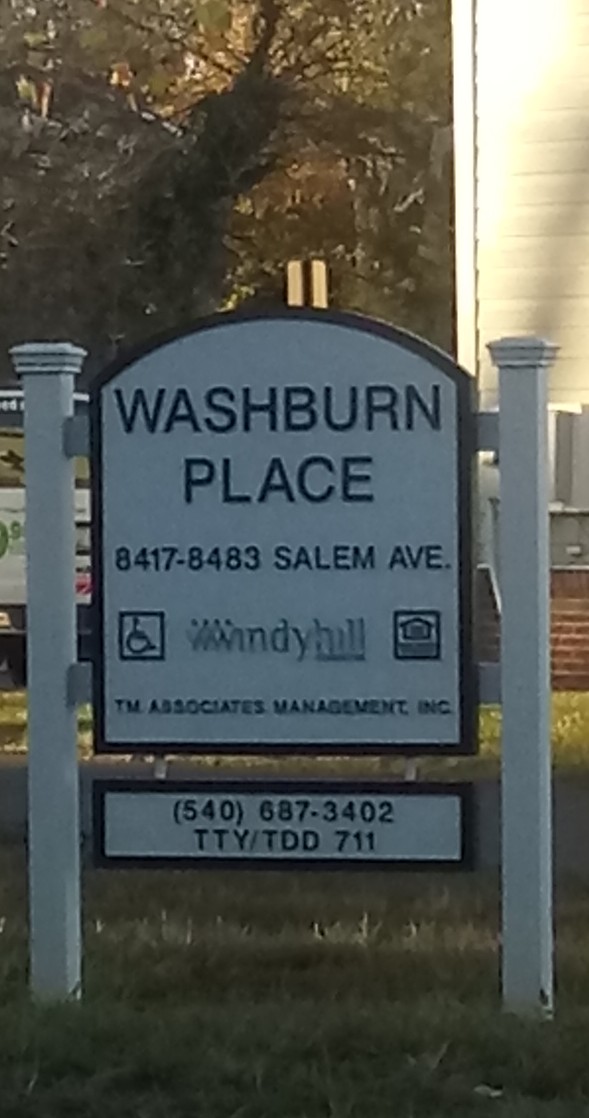 WASHBURN
PLACE
8417-8483 SALEM AVE.
Windyhill
TM ASSOCIATES MANAGEMENT, INC.
(540) 687-3402
TTY/TDD 711